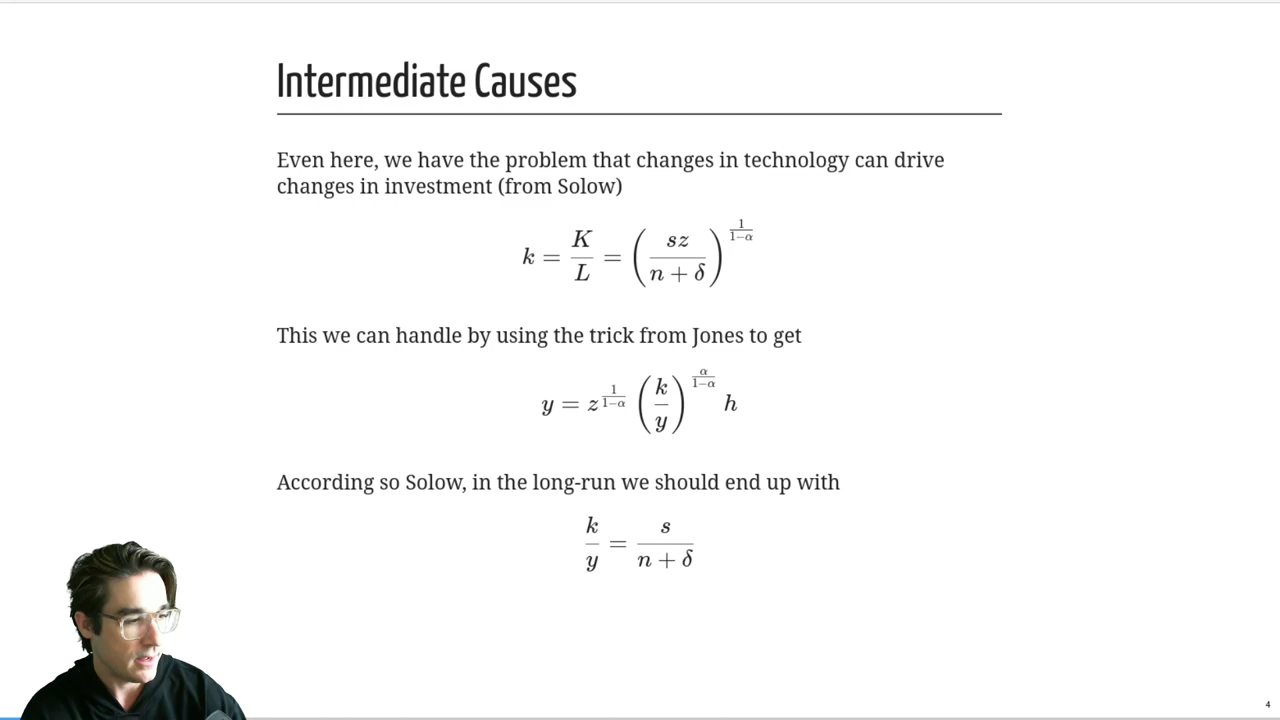 Intermediate Causes
Even here, we have the problem that changes in technology can drive
changes in investment (from Solow)
k = K/L = (sz/(n + δ))^(1/(1−α))
This we can handle by using the trick from Jones to get
y = z^(1/(1−α)) (k/y)^(α/(1−α)) h
According so Solow, in the long-run we should end up with
k/y = s/(n + δ)
4